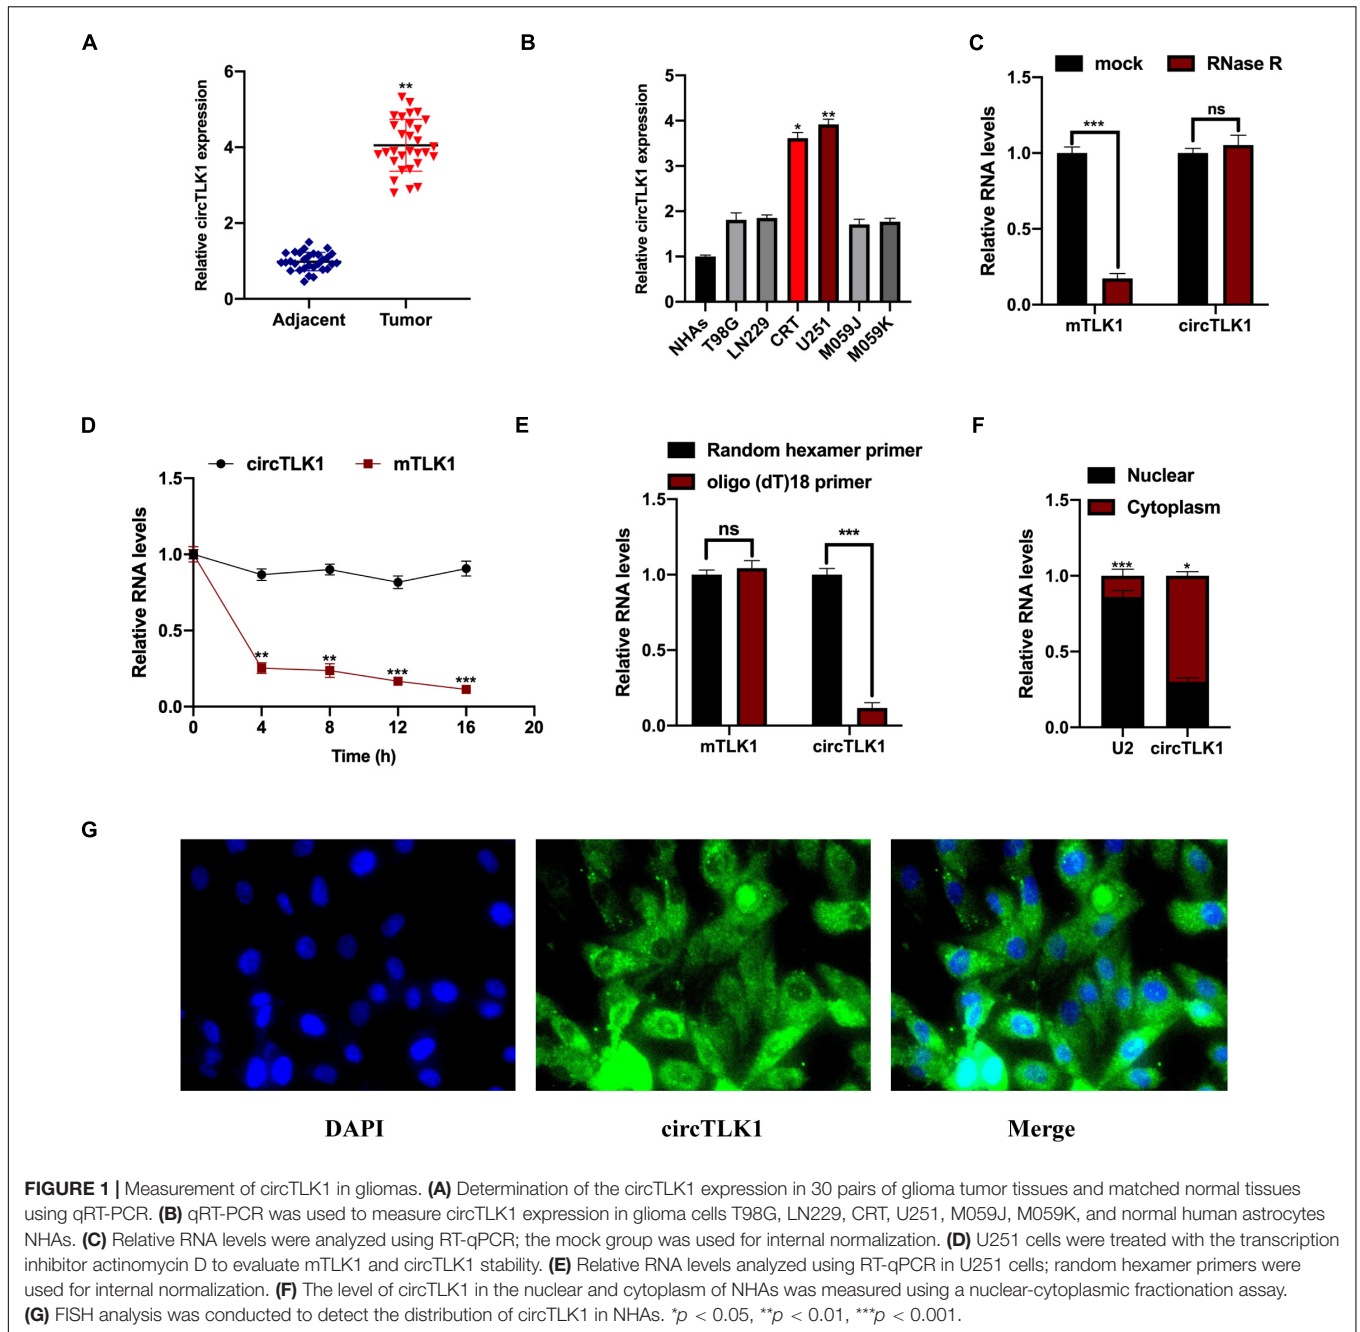 A
Relative circTLK1 expression
6
4
2
0
**
Adjacent
Tumor
B
Relative circTLK1 expression
5
4
3
2
1
0
*
**
NHAs
T98G
LN229
CRT
U251
M059J
M059K
C
mock
RNase R
Relative RNA levels
1.5
1.0
0.5
0.0
***
ns
mTLK1
circTLK1
D
circTLK1
mTLK1
Relative RNA levels
1.5
1.0
0.5
0.0
**
**
***
***
0
4
8
12
16
20
Time (h)
E
Random hexamer primer
oligo (dT)18 primer
Relative RNA levels
1.5
1.0
0.5
0.0
ns
***
mTLK1
circTLK1
F
Nuclear
Cytoplasm
Relative RNA levels
1.5
1.0
0.5
0.0
***
*
U2
circTLK1
G
DAPI
circTLK1
Merge
FIGURE 1 | Measurement of circTLK1 in gliomas. (A) Determination of the circTLK1 expression in 30 pairs of glioma tumor tissues and matched normal tissues
using qRT-PCR. (B) qRT-PCR was used to measure circTLK1 expression in glioma cells T98G, LN229, CRT, U251, M059J, M059K, and normal human astrocytes
NHAs. (C) Relative RNA levels were analyzed using RT-qPCR; the mock group was used for internal normalization. (D) U251 cells were treated with the transcription
inhibitor actinomycin D to evaluate mTLK1 and circTLK1 stability. (E) Relative RNA levels analyzed using RT-qPCR in U251 cells; random hexamer primers were
used for internal normalization. (F) The level of circTLK1 in the nuclear and cytoplasm of NHAs was measured using a nuclear-cytoplasmic fractionation assay.
(G) FISH analysis was conducted to detect the distribution of circTLK1 in NHAs. *p < 0.05, **p < 0.01, ***p < 0.001.